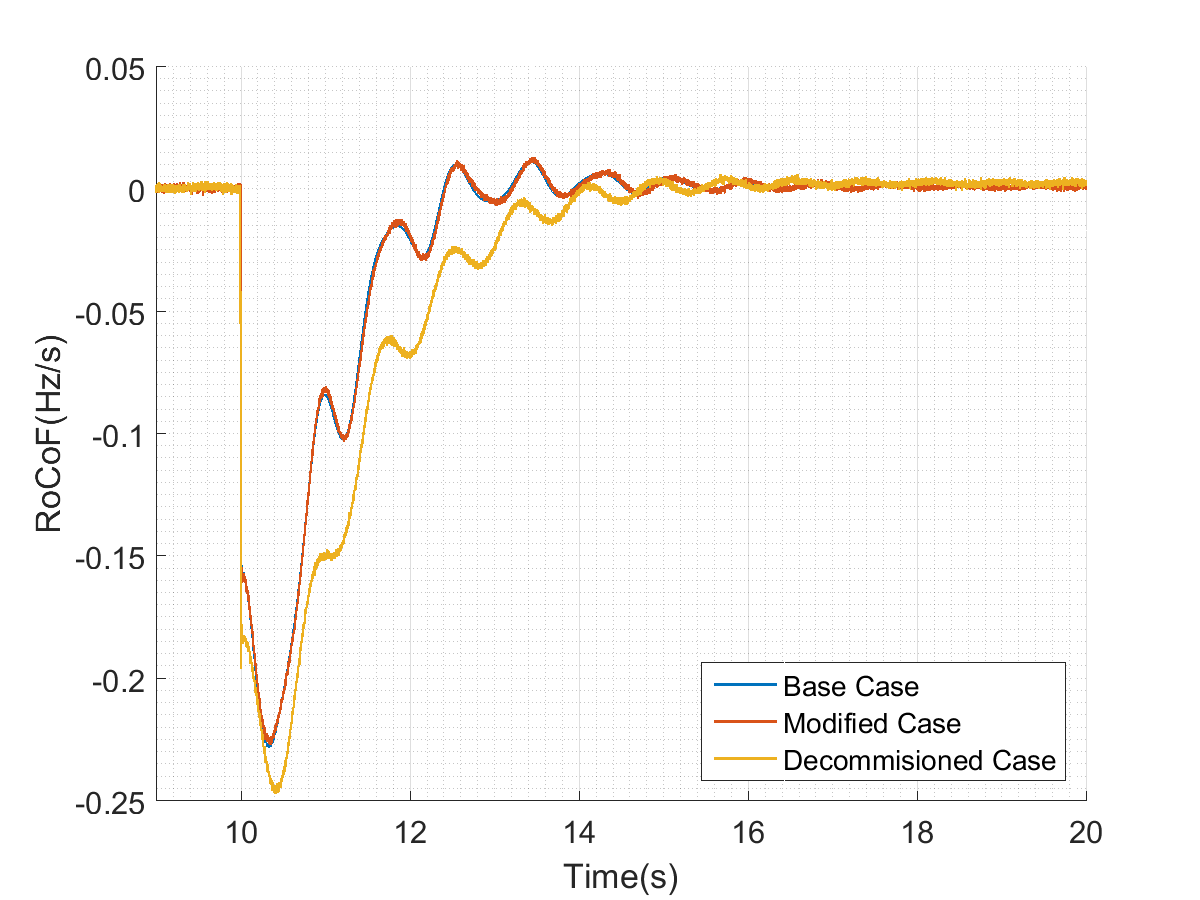 0.05
0
-0.05
-0.1
-0.15
-0.2
-0.25
RoCoF(Hz/s)
10 12 14 16 18 20
Time(s)
Base Case
Modified Case
Decommisioned Case